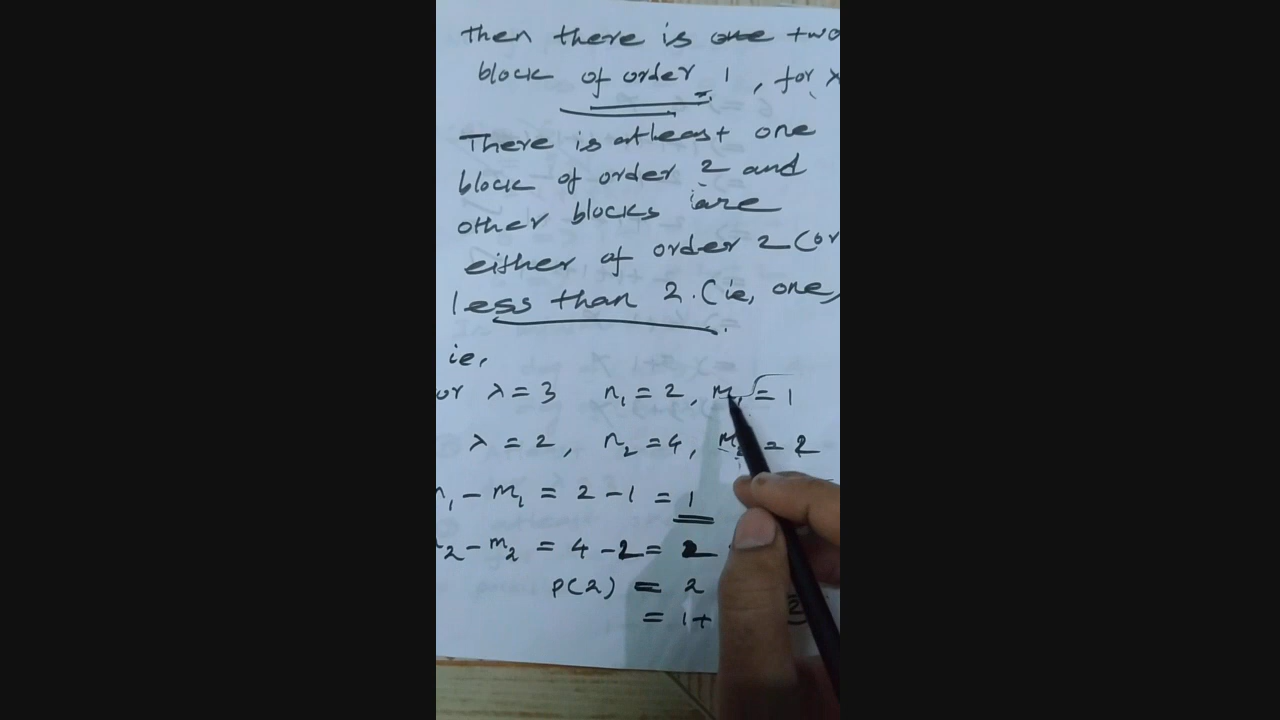 then there is one two
block of order 1, for λ
There is atleast one
block of order 2 and
other blocks are
either of order 2 (or
less than 2. (ie, one)
ie,
or λ = 3 n₁ = 2, m₁ = 1
λ = 2, n₂ = 4, m₂ = 2
n₁ - m₁ = 2 - 1 = 1
2 - m₂ = 4 - 2 = 2
P(2) = 2
= 1 +